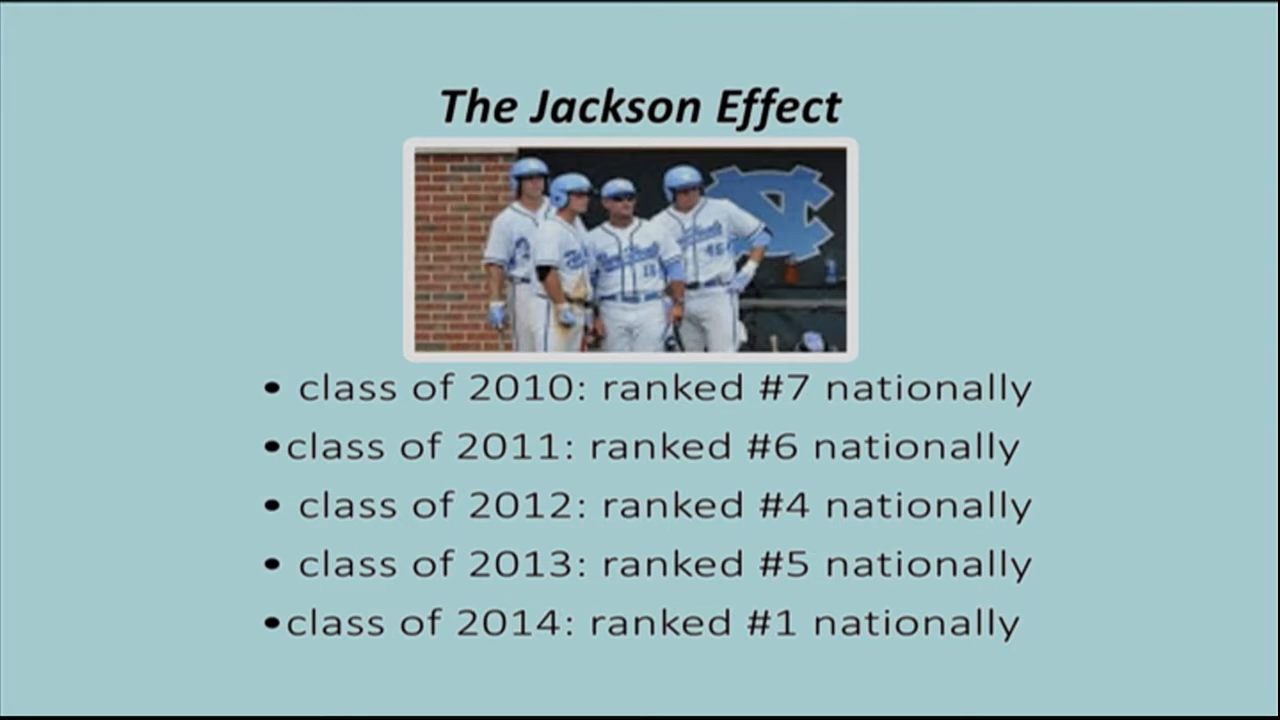 The Jackson Effect
• class of 2010: ranked #7 nationally
•class of 2011: ranked #6 nationally
• class of 2012: ranked #4 nationally
• class of 2013: ranked #5 nationally
•class of 2014: ranked #1 nationally